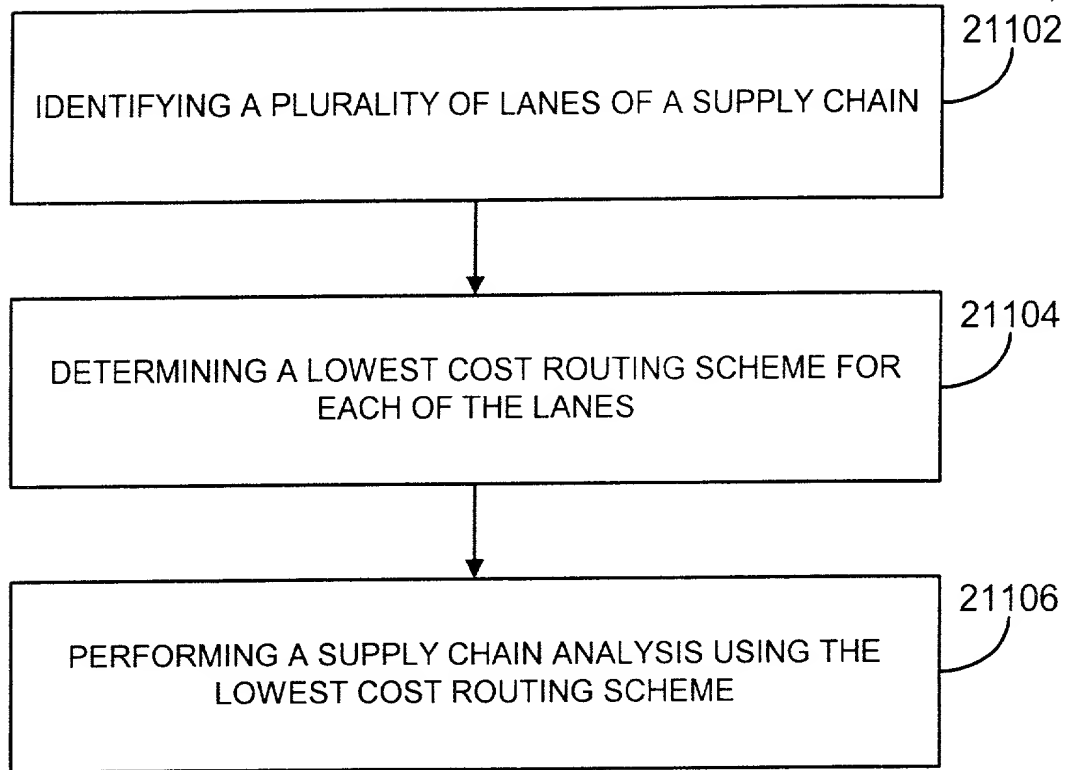 21102
IDENTIFYING A PLURALITY OF LANES OF A SUPPLY CHAIN
21104
DETERMINING A LOWEST COST ROUTING SCHEME FOR
EACH OF THE LANES
21106
PERFORMING A SUPPLY CHAIN ANALYSIS USING THE
LOWEST COST ROUTING SCHEME